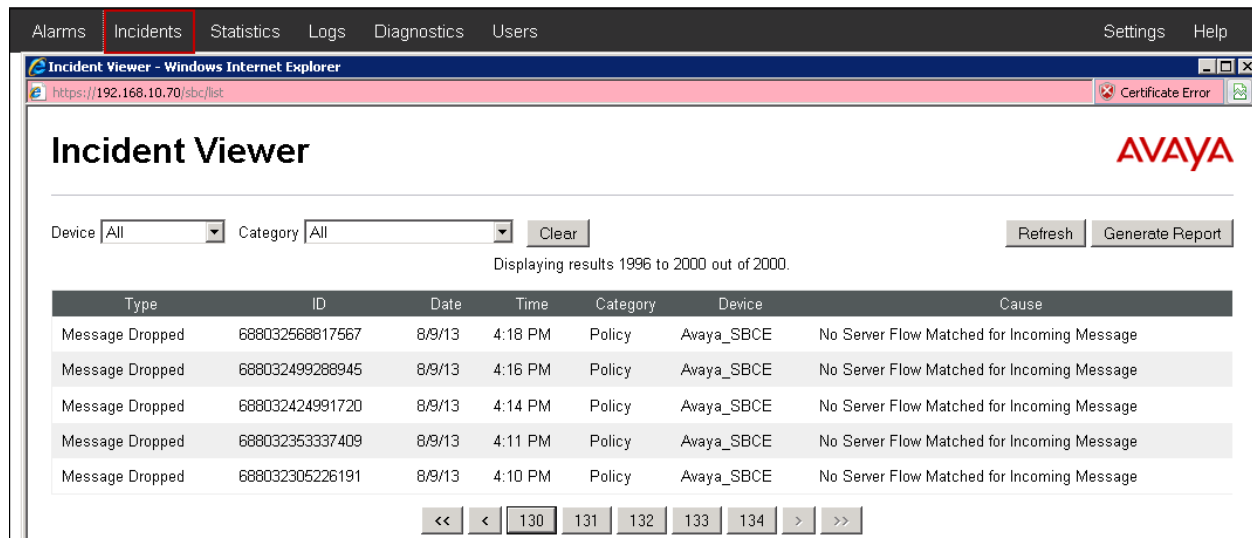 Alarms Incidents Statistics Logs Diagnostics Users Settings Help
Incident Viewer - Windows Internet Explorer
https://192.168.10.70/sbc/list Certificate Error
Incident Viewer AVAYA
Device All Category All Clear Refresh Generate Report
Displaying results 1996 to 2000 out of 2000.
Type ID Date Time Category Device Cause
Message Dropped 688032568817567 8/9/13 4:18 PM Policy Avaya_SBCE No Server Flow Matched for Incoming Message
Message Dropped 688032499288945 8/9/13 4:16 PM Policy Avaya_SBCE No Server Flow Matched for Incoming Message
Message Dropped 688032424991720 8/9/13 4:14 PM Policy Avaya_SBCE No Server Flow Matched for Incoming Message
Message Dropped 688032353337409 8/9/13 4:11 PM Policy Avaya_SBCE No Server Flow Matched for Incoming Message
Message Dropped 688032305226191 8/9/13 4:10 PM Policy Avaya_SBCE No Server Flow Matched for Incoming Message
<< < 130 131 132 133 134 > >>